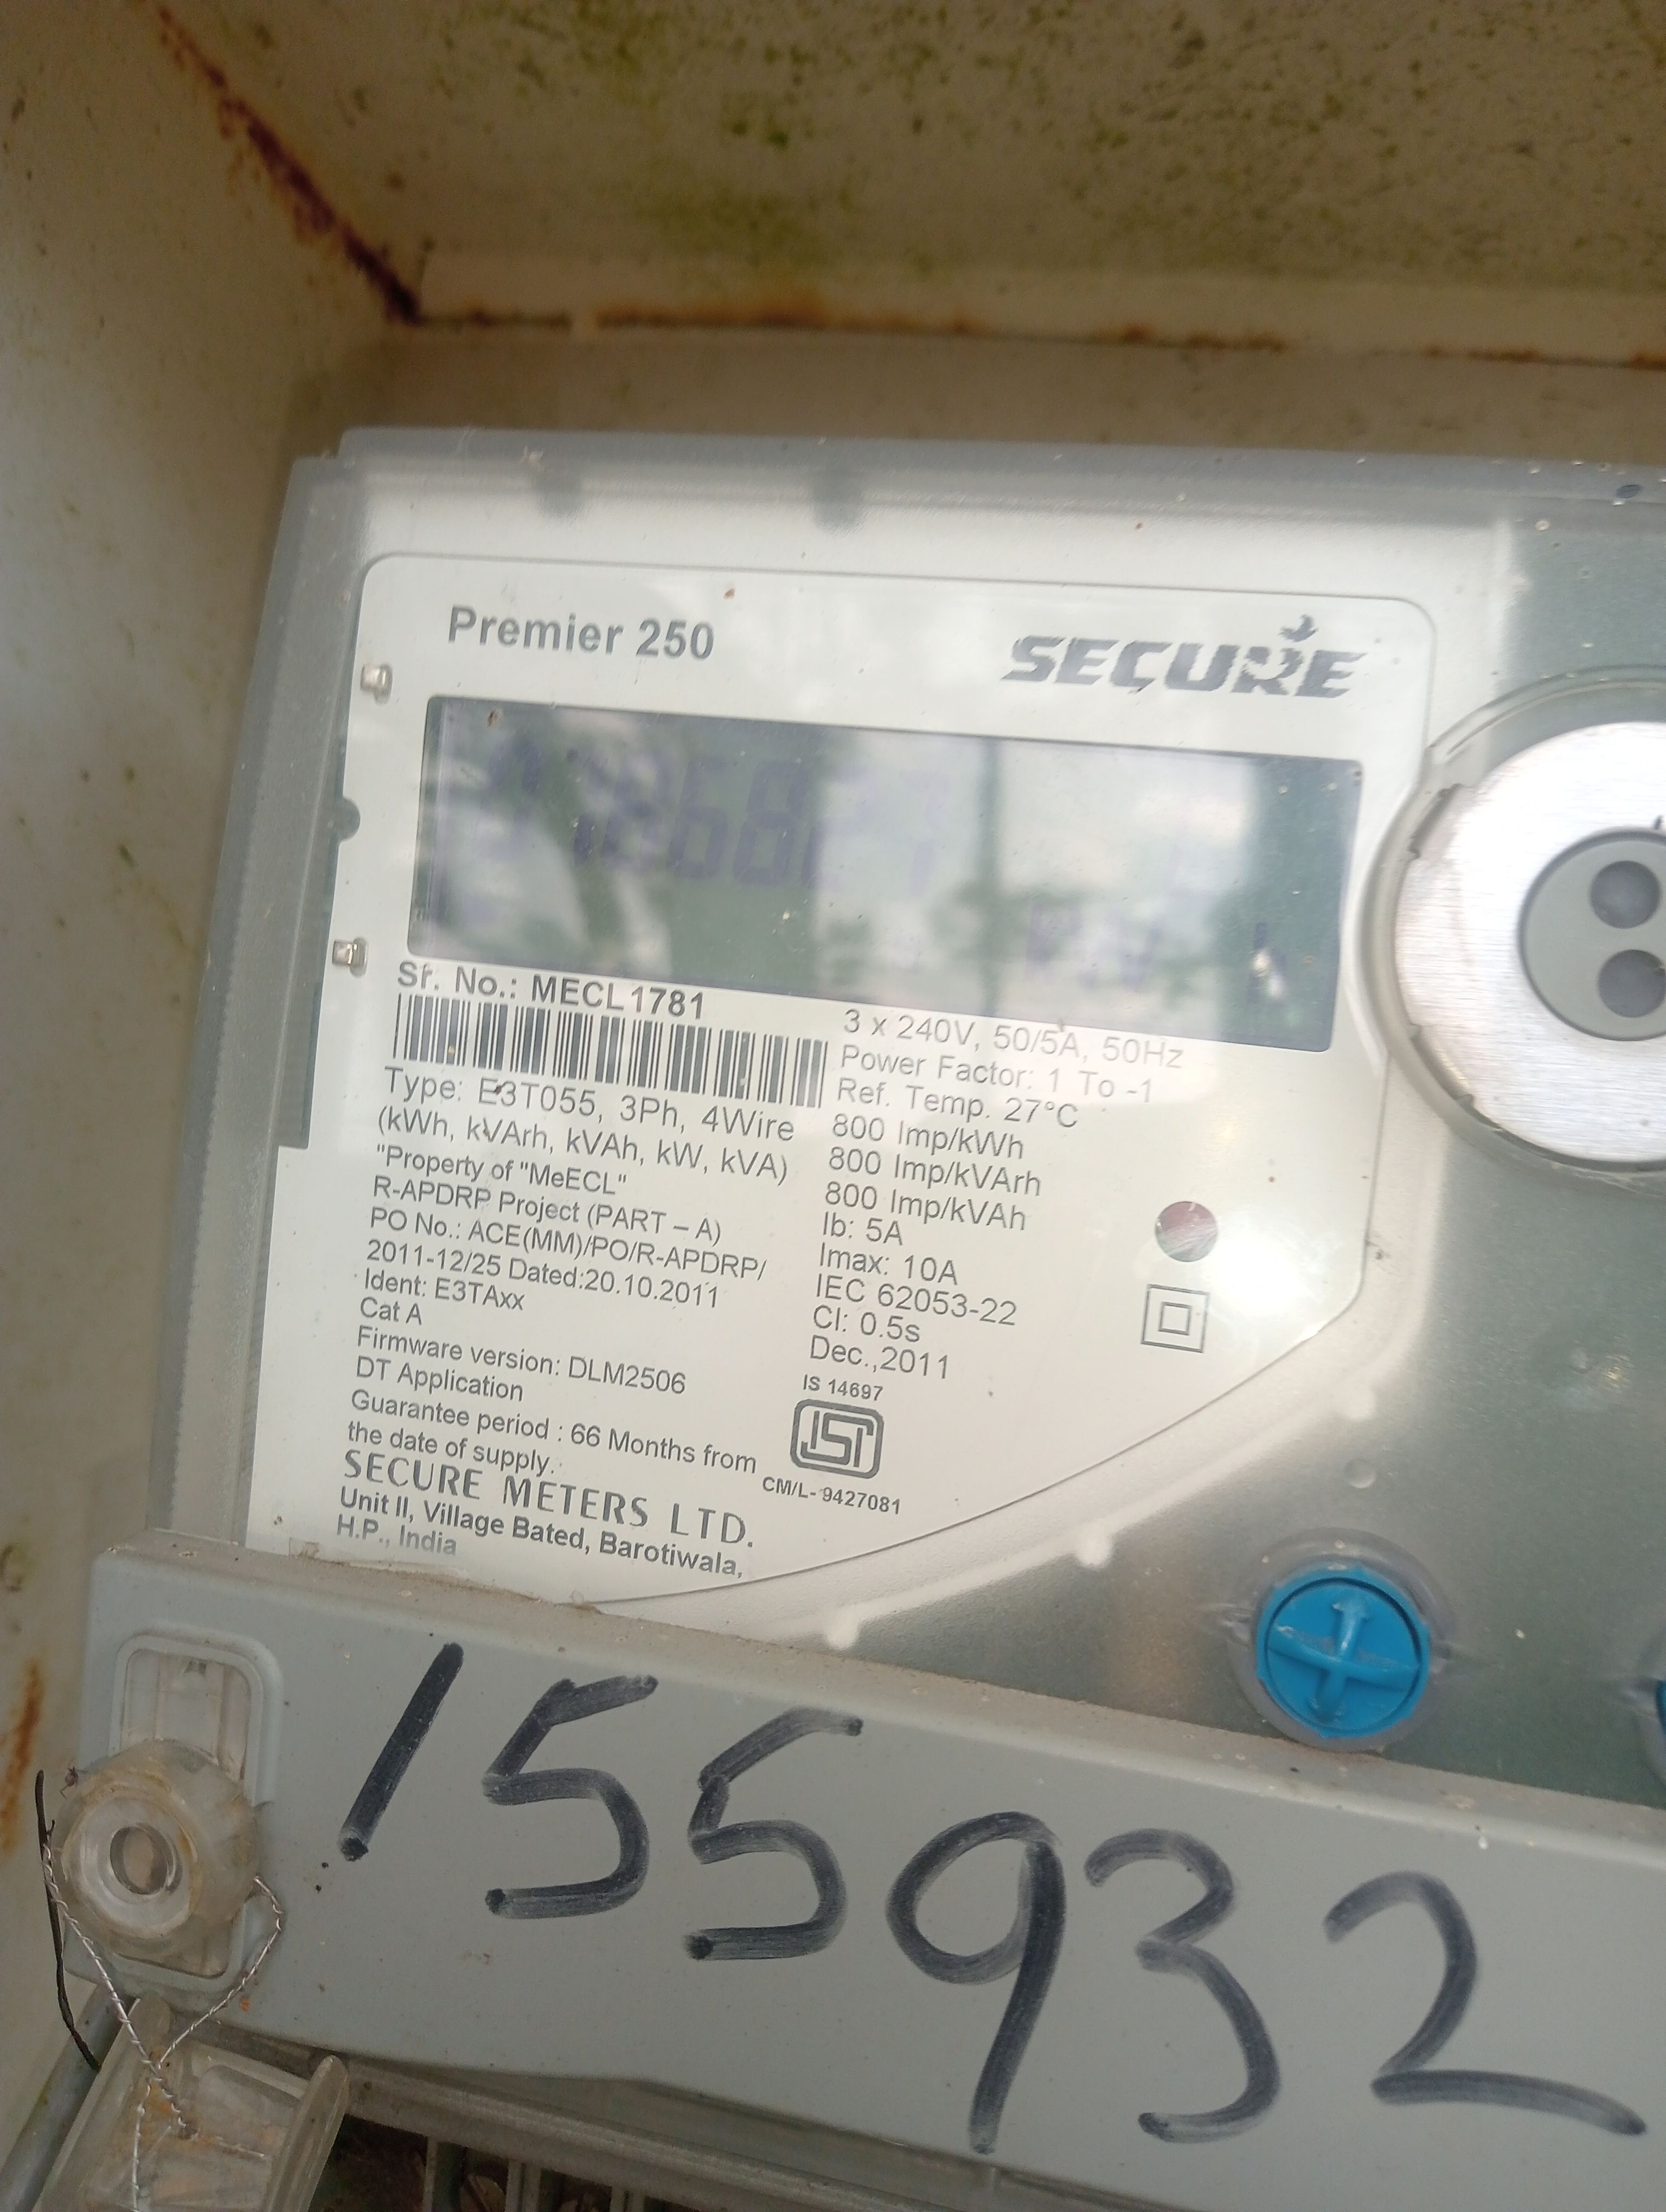 Premier 250
SECURE
Sr. No.: MECL1781
Type: E3T055, 3Ph, 4Wire
(kWh, kVArh, kVAh, kW, kVA)
"Property of "MeECL"
R-APDRP Project (PART – A)
PO No.: ACE(MM)/PO/R-APDRP/
2011-12/25 Dated:20.10.2011
Ident: E3TAxx
Cat A
Firmware version: DLM2506
DT Application
Guarantee period : 66 Months from
the date of supply.
SECURE METERS LTD.
Unit II, Village Bated, Barotiwala,
H.P., India
3 x 240V, 50/5A, 50Hz
Power Factor: 1 To -1
Ref. Temp. 27°C
800 Imp/kWh
800 Imp/kVArh
800 Imp/kVAh
Ib: 5A
Imax: 10A
IEC 62053-22
Cl: 0.5s
Dec.,2011
IS 14697
ISI
CM/L- 9427081
155932